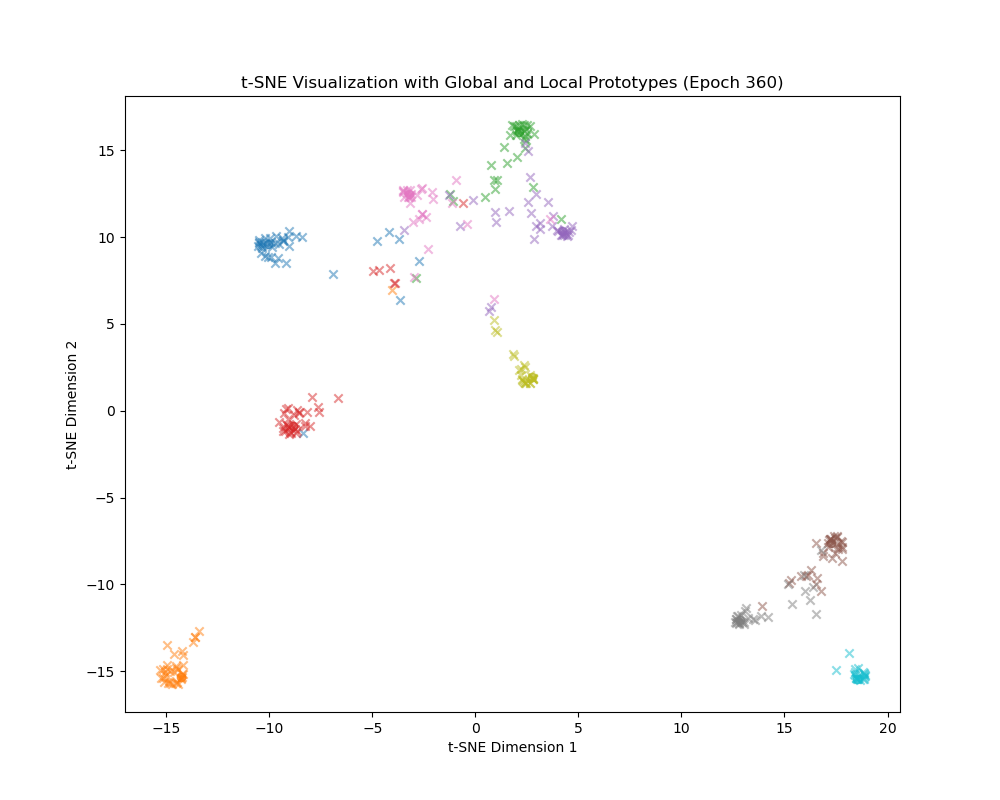 t-SNE Visualization with Global and Local Prototypes (Epoch 360)
15
10
5
0
−5
−10
−15
t-SNE Dimension 2
−15 −10 −5 0 5 10 15 20
t-SNE Dimension 1